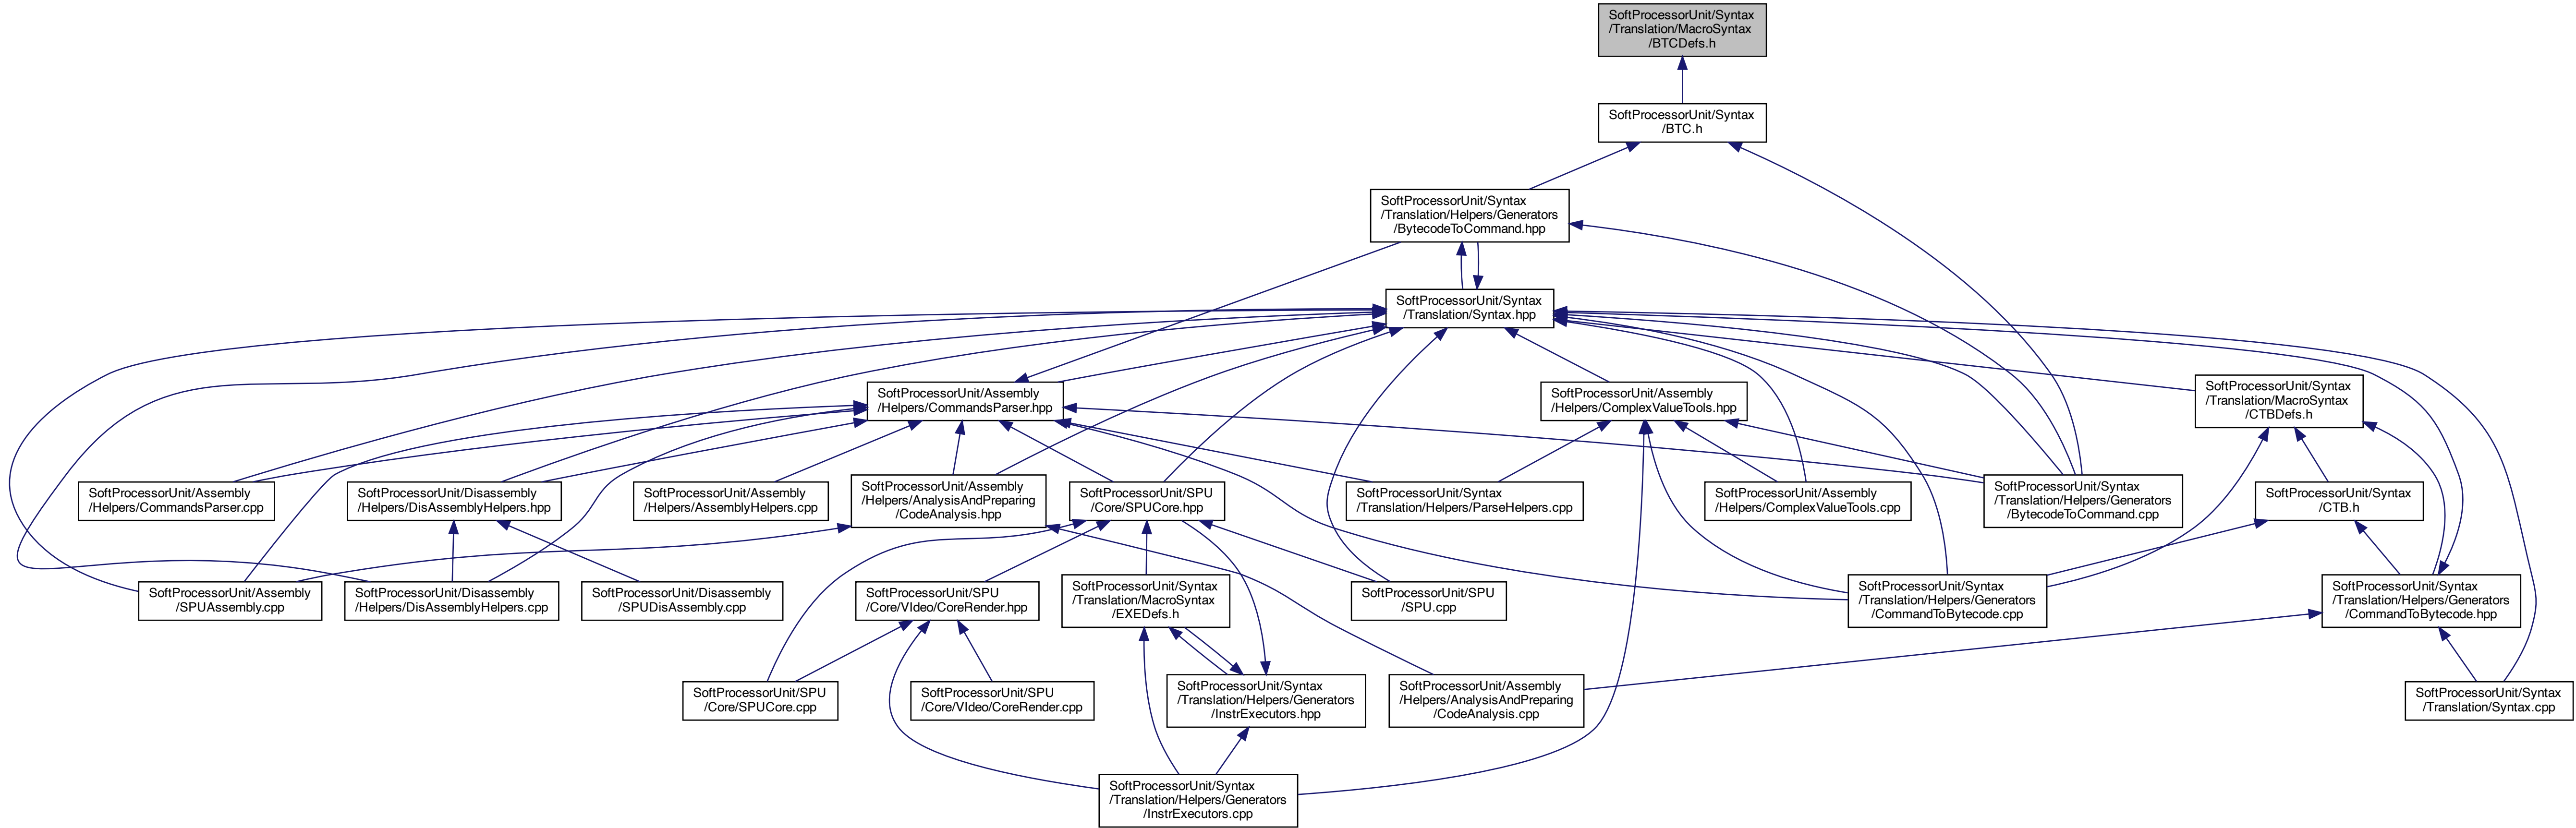 SoftProcessorUnit/Syntax
/Translation/MacroSyntax
/BTCDefs.h
SoftProcessorUnit/Syntax
/BTC.h
SoftProcessorUnit/Syntax
/Translation/Helpers/Generators
/BytecodeToCommand.hpp
SoftProcessorUnit/Syntax
/Translation/Syntax.hpp
SoftProcessorUnit/Assembly
/Helpers/CommandsParser.hpp
SoftProcessorUnit/Assembly
/Helpers/ComplexValueTools.hpp
SoftProcessorUnit/Syntax
/Translation/MacroSyntax
/CTBDefs.h
SoftProcessorUnit/Assembly
/Helpers/CommandsParser.cpp
SoftProcessorUnit/Disassembly
/Helpers/DisAssemblyHelpers.hpp
SoftProcessorUnit/Assembly
/Helpers/AssemblyHelpers.cpp
SoftProcessorUnit/Assembly
/Helpers/AnalysisAndPreparing
/CodeAnalysis.hpp
SoftProcessorUnit/SPU
/Core/SPUCore.hpp
SoftProcessorUnit/Syntax
/Translation/Helpers/ParseHelpers.cpp
SoftProcessorUnit/Assembly
/Helpers/ComplexValueTools.cpp
SoftProcessorUnit/Syntax
/Translation/Helpers/Generators
/BytecodeToCommand.cpp
SoftProcessorUnit/Syntax
/CTB.h
SoftProcessorUnit/Assembly
/SPUAssembly.cpp
SoftProcessorUnit/Disassembly
/Helpers/DisAssemblyHelpers.cpp
SoftProcessorUnit/Disassembly
/SPUDisAssembly.cpp
SoftProcessorUnit/SPU
/Core/VIdeo/CoreRender.hpp
SoftProcessorUnit/Syntax
/Translation/MacroSyntax
/EXEDefs.h
SoftProcessorUnit/SPU
/SPU.cpp
SoftProcessorUnit/Syntax
/Translation/Helpers/Generators
/CommandToBytecode.cpp
SoftProcessorUnit/Syntax
/Translation/Helpers/Generators
/CommandToBytecode.hpp
SoftProcessorUnit/SPU
/Core/SPUCore.cpp
SoftProcessorUnit/SPU
/Core/VIdeo/CoreRender.cpp
SoftProcessorUnit/Syntax
/Translation/Helpers/Generators
/InstrExecutors.hpp
SoftProcessorUnit/Assembly
/Helpers/AnalysisAndPreparing
/CodeAnalysis.cpp
SoftProcessorUnit/Syntax
/Translation/Syntax.cpp
SoftProcessorUnit/Syntax
/Translation/Helpers/Generators
/InstrExecutors.cpp